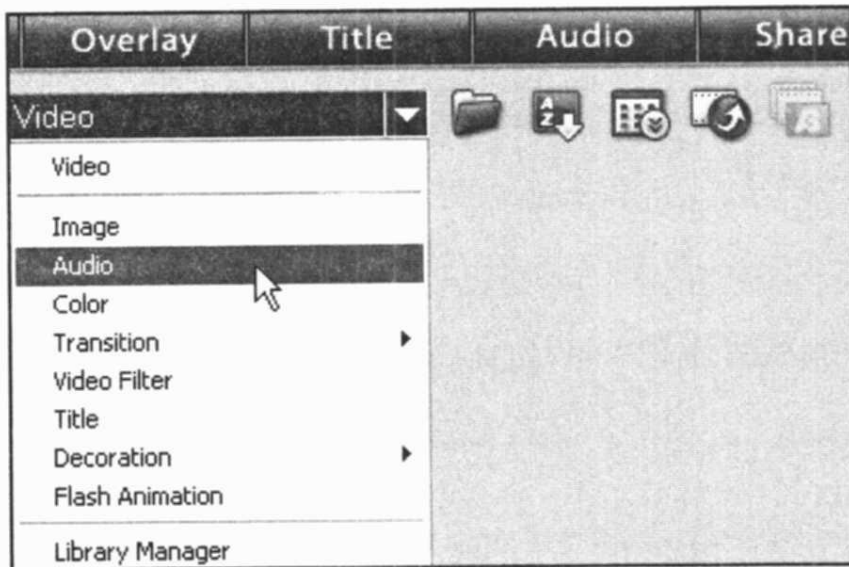 Overlay Title Audio Share
Video
Video
Image
Audio
Color
Transition
Video Filter
Title
Decoration
Flash Animation
Library Manager